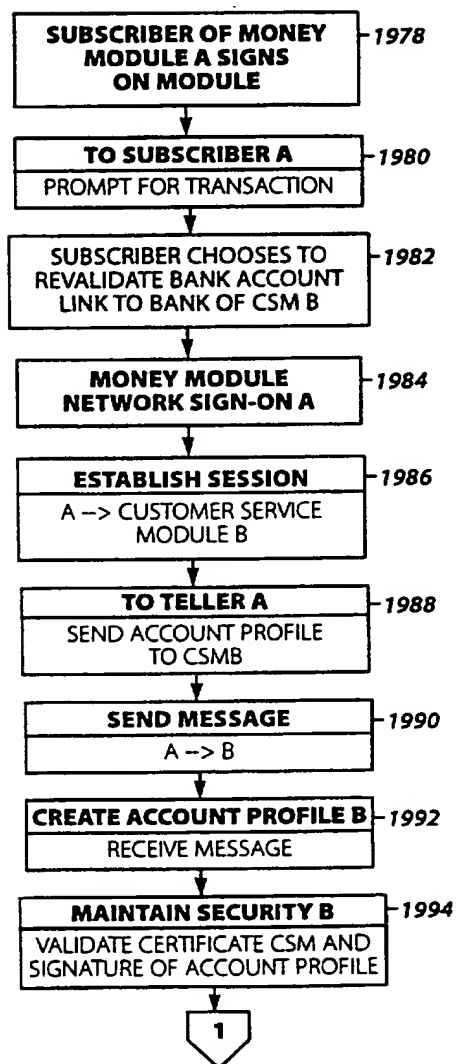 SUBSCRIBER OF MONEY
MODULE A SIGNS
ON MODULE
1978
TO SUBSCRIBER A
1980
PROMPT FOR TRANSACTION
SUBSCRIBER CHOOSES TO
REVALIDATE BANK ACCOUNT
LINK TO BANK OF CSM B
1982
MONEY MODULE
NETWORK SIGN-ON A
1984
ESTABLISH SESSION
1986
A --> CUSTOMER SERVICE
MODULE B
TO TELLER A
1988
SEND ACCOUNT PROFILE
TO CSMB
SEND MESSAGE
1990
A --> B
CREATE ACCOUNT PROFILE B
1992
RECEIVE MESSAGE
MAINTAIN SECURITY B
1994
VALIDATE CERTIFICATE CSM AND
SIGNATURE OF ACCOUNT PROFILE
1